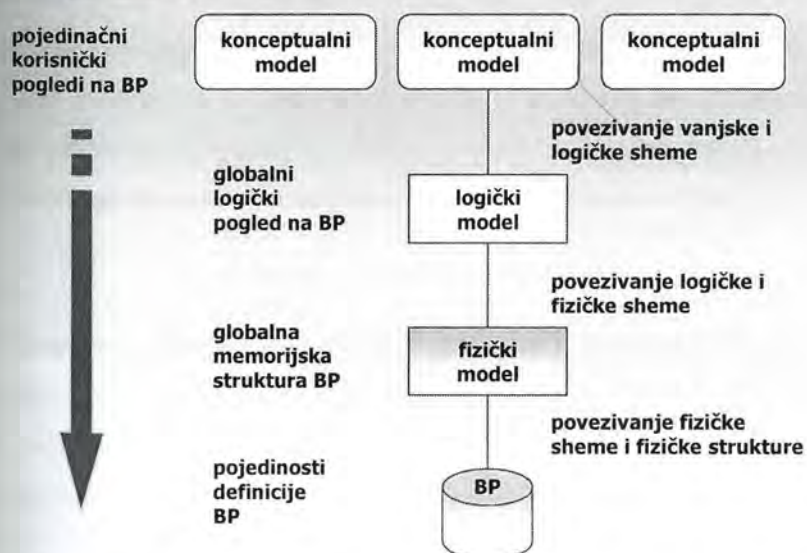 pojedinačni
korisnički
pogledi na BP
konceptualni
model
konceptualni
model
konceptualni
model
povezivanje vanjske i
logičke sheme
globalni
logički
pogled na BP
logički
model
povezivanje logičke i
fizičke sheme
globalna
memorijska
struktura BP
fizički
model
povezivanje fizičke
sheme i fizičke strukture
pojedinosti
definicije
BP
BP